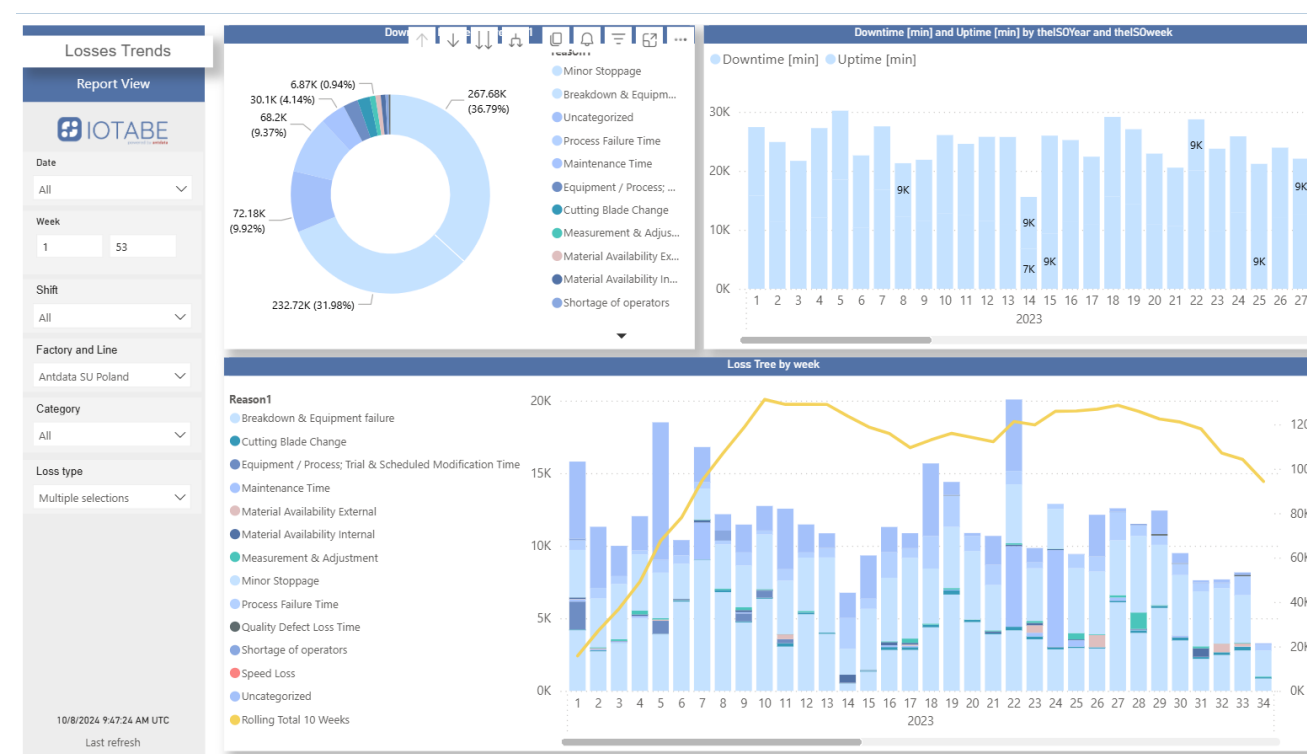 Losses Trends
Report View
IOTABE
Date
All
Week
1 53
Shift
All
Factory and Line
Antdata SU Poland
Category
All
Loss type
Multiple selections
10/8/2024 9:47:24 AM UTC
Last refresh
6.87K (0.94%)
30.1K (4.14%)
68.2K
(9.37%)
72.18K
(9.92%)
232.72K (31.98%)
267.68K
(36.79%)
Minor Stoppage
Breakdown & Equipm...
Uncategorized
Process Failure Time
Maintenance Time
Equipment / Process; ...
Cutting Blade Change
Measurement & Adjus...
Material Availability Ex...
Material Availability In...
Shortage of operators
Downtime [min] and Uptime [min] by theISOYear and theISOweek
Downtime [min] Uptime [min]
30K
20K
10K
0K
9K
9K
7K
9K
9K
9K
9K
1 2 3 4 5 6 7 8 9 10 11 12 13 14 15 16 17 18 19 20 21 22 23 24 25 26 27
2023
Loss Tree by week
Reason1
Breakdown & Equipment failure
Cutting Blade Change
Equipment / Process; Trial & Scheduled Modification Time
Maintenance Time
Material Availability External
Material Availability Internal
Measurement & Adjustment
Minor Stoppage
Process Failure Time
Quality Defect Loss Time
Shortage of operators
Speed Loss
Uncategorized
Rolling Total 10 Weeks
20K
15K
10K
5K
0K
120
100
80K
60K
40K
20K
0K
1 2 3 4 5 6 7 8 9 10 11 12 13 14 15 16 17 18 19 20 21 22 23 24 25 26 27 28 29 30 31 32 33 34
2023